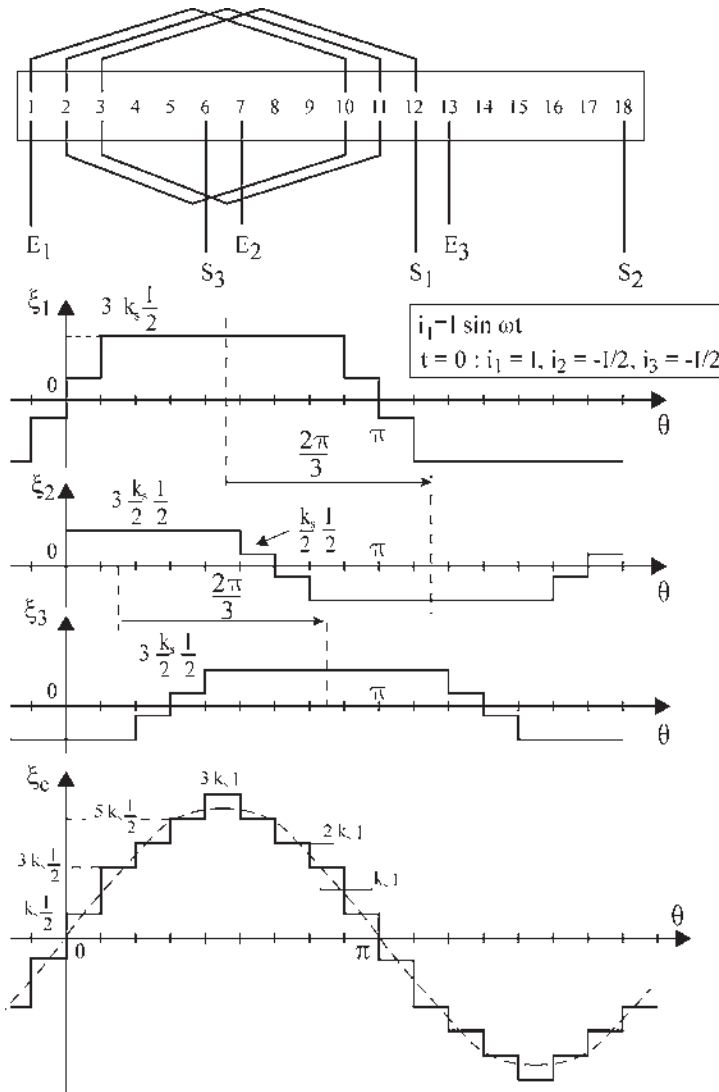 1 2 3 4 5 6 7 8 9 10 11 12 13 14 15 16 17 18
E1 S3 E2 S1 E3 S2
ξ1
3 ks I/2
i1=I sin ωt
t = 0 : i1 = I, i2 = -I/2, i3 = -I/2
0
π
θ
2π/3
ξ2
3 ks/2 I/2
ks/2 I/2
0
π
θ
2π/3
ξ3
3 ks/2 I/2
0
π
θ
ξe
3 ks I
5 ks I/2
2 ks I
3 ks I/2
ks I
ks I/2
θ
0
π